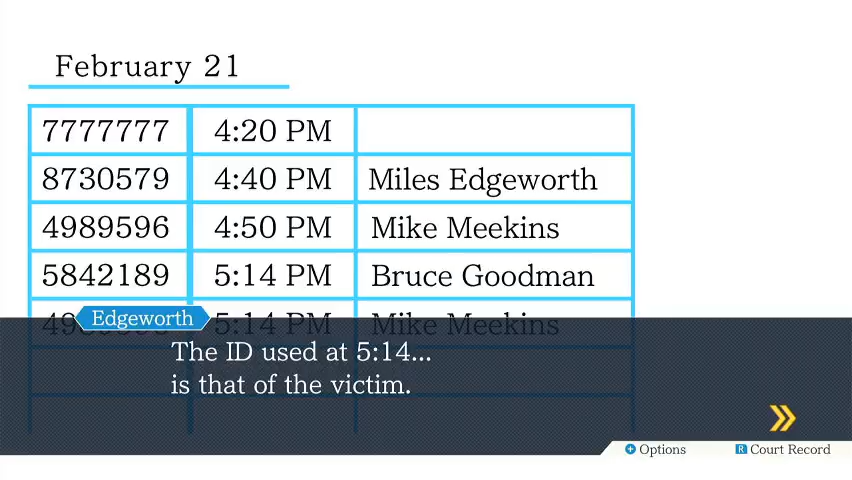 February 21
7777777 4:20 PM
8730579 4:40 PM Miles Edgeworth
4989596 4:50 PM Mike Meekins
5842189 5:14 PM Bruce Goodman
5:14 PM Mike Meekins
Edgeworth
The ID used at 5:14...
is that of the victim.
Options R Court Record